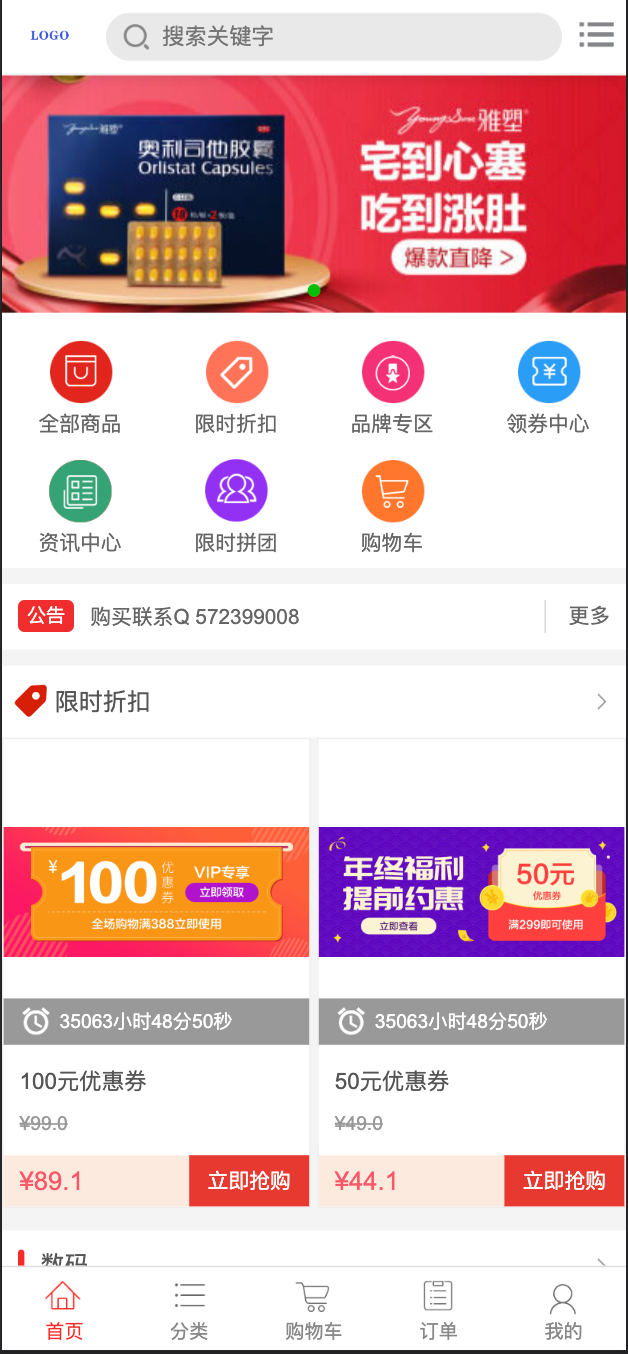 LOGO
搜索关键字
YoungSun 雅塑
奥利司他胶囊
Orlistat Capsules
宅到心塞
吃到涨肚
爆款直降 >
全部商品
限时折扣
品牌专区
领券中心
资讯中心
限时拼团
购物车
公告 购买联系Q 572399008 更多
限时折扣
¥100 优惠券
VIP专享
立即领取
全场购物满388立即使用
35063小时48分50秒
100元优惠券
¥99.0
¥89.1 立即抢购
年终福利
提前约惠
立即查看
50元
优惠券
满299即可使用
35063小时48分50秒
50元优惠券
¥49.0
¥44.1 立即抢购
数码
首页
分类
购物车
订单
我的